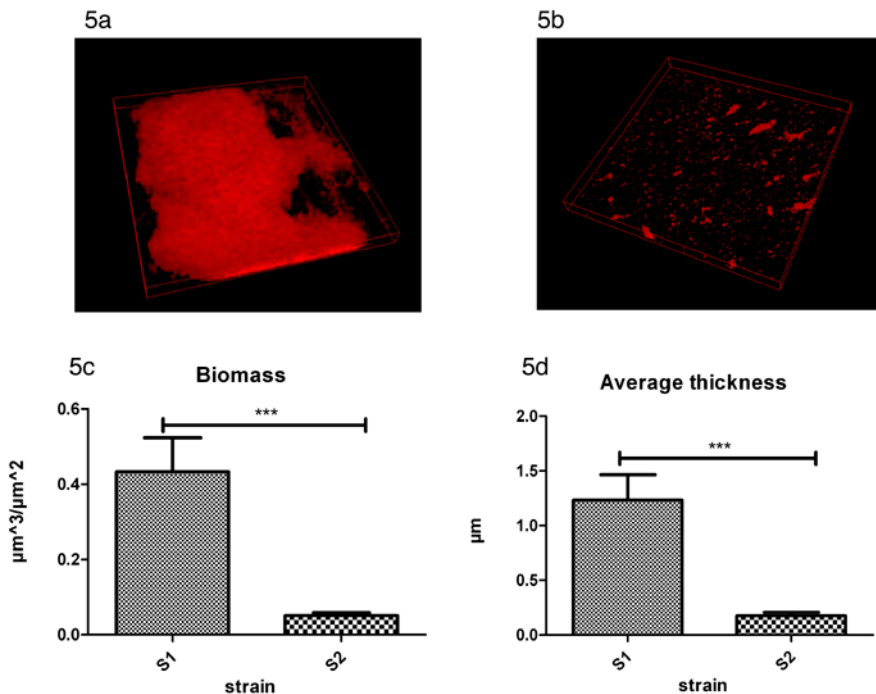 5a
5b
5c
Biomass
0.6
***
0.4
0.2
0.0
µm^3/µm^2
S1
S2
strain
5d
Average thickness
2.0
***
1.5
1.0
0.5
0.0
µm
S1
S2
strain